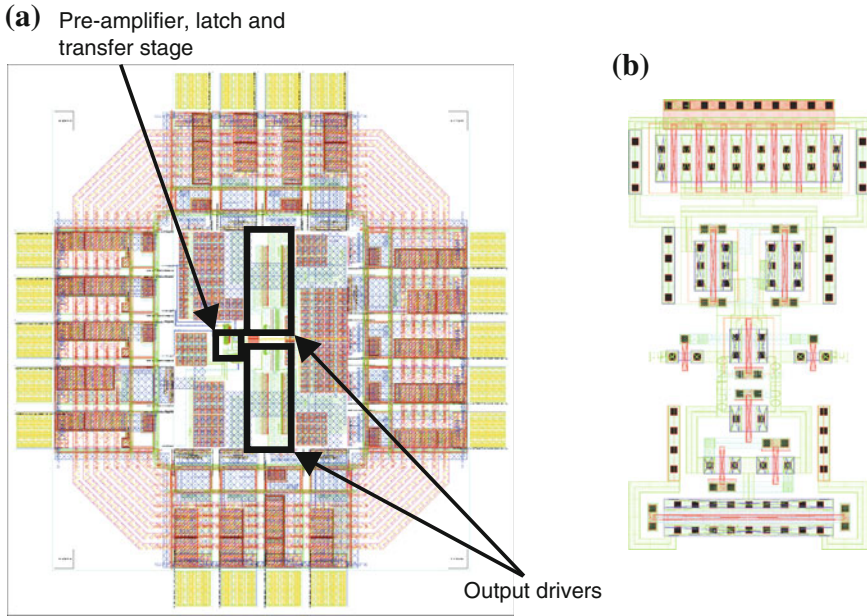 (a)
Pre-amplifier, latch and
transfer stage
(b)
Output drivers